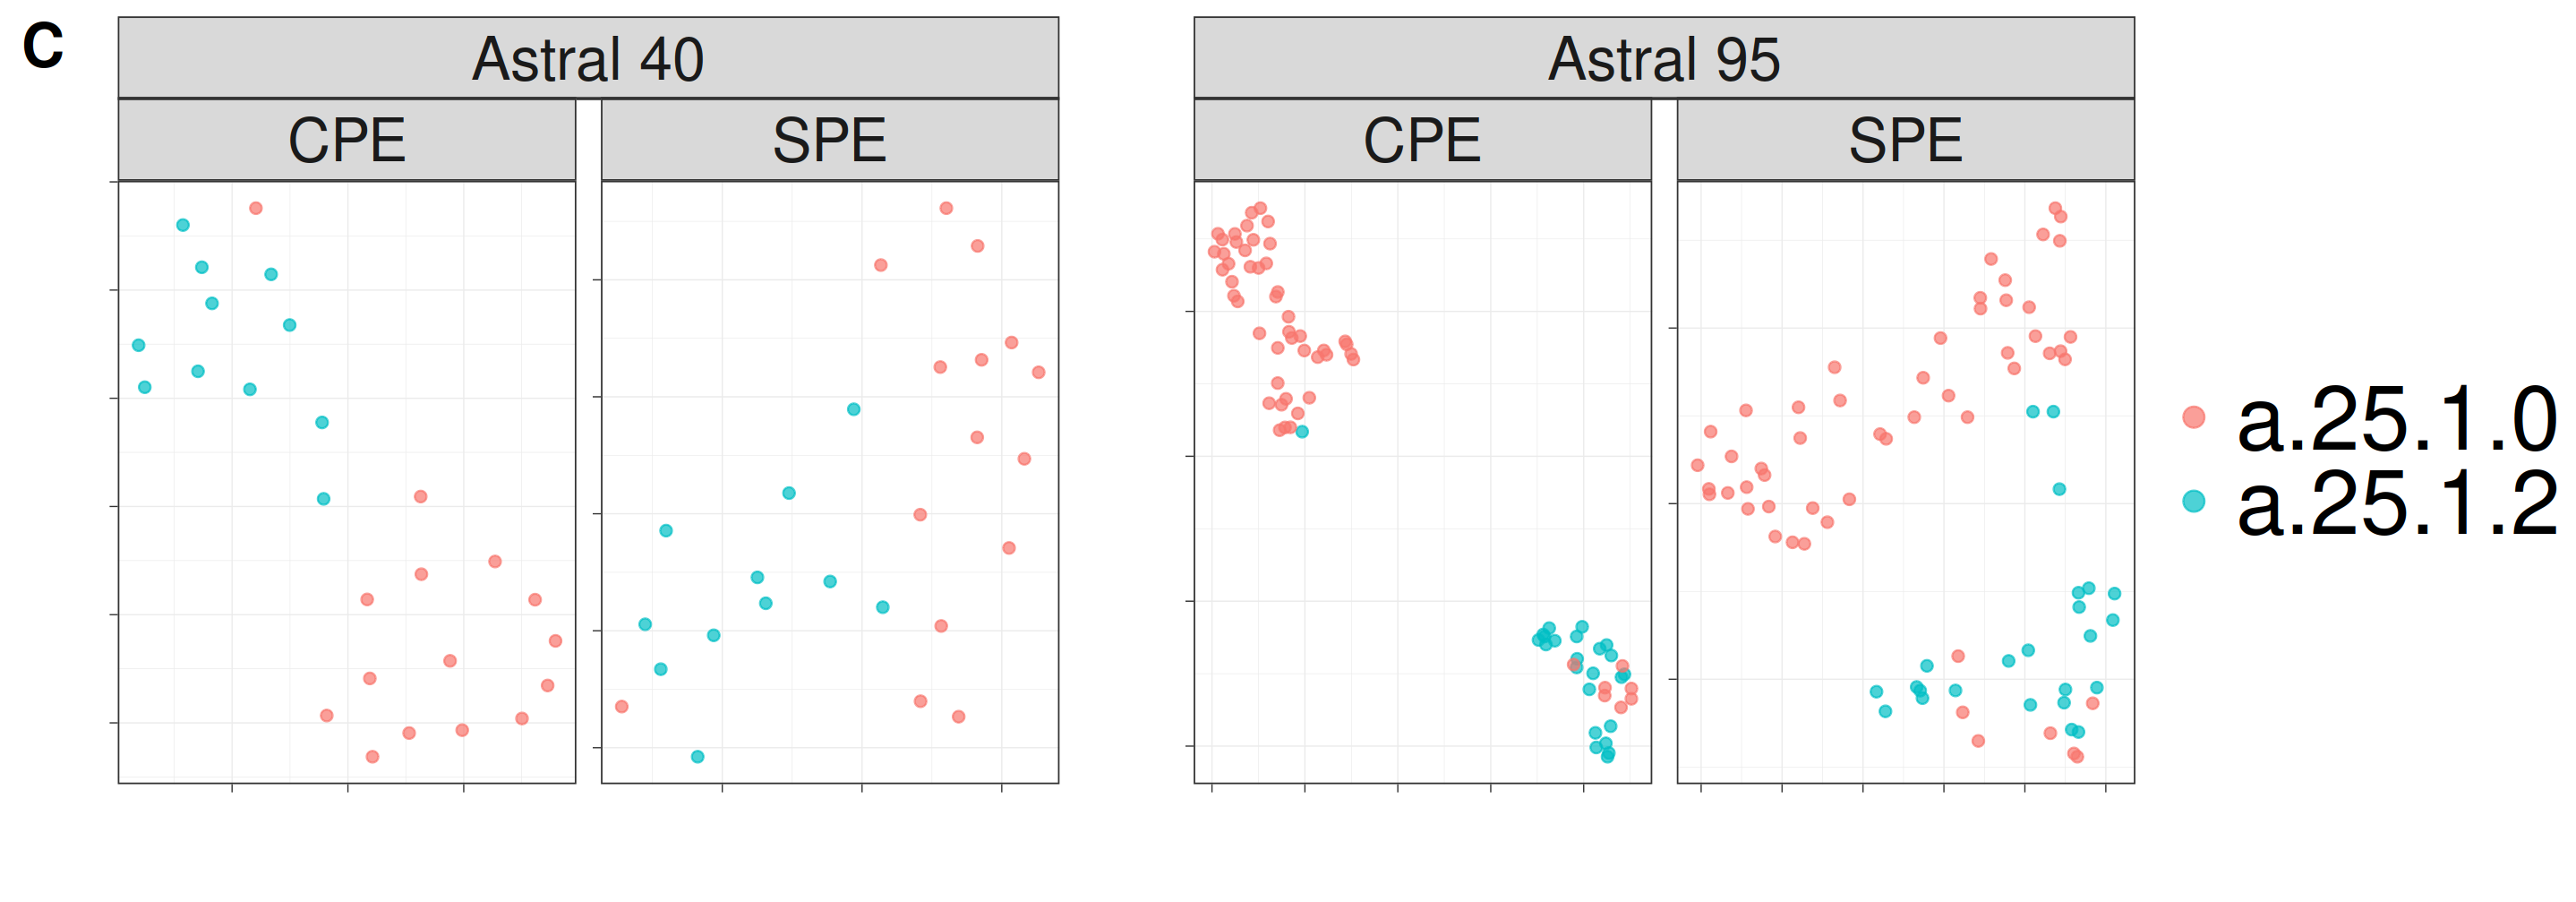 C
Astral 40
Astral 95
CPE
SPE
CPE
SPE
a.25.1.0
a.25.1.2